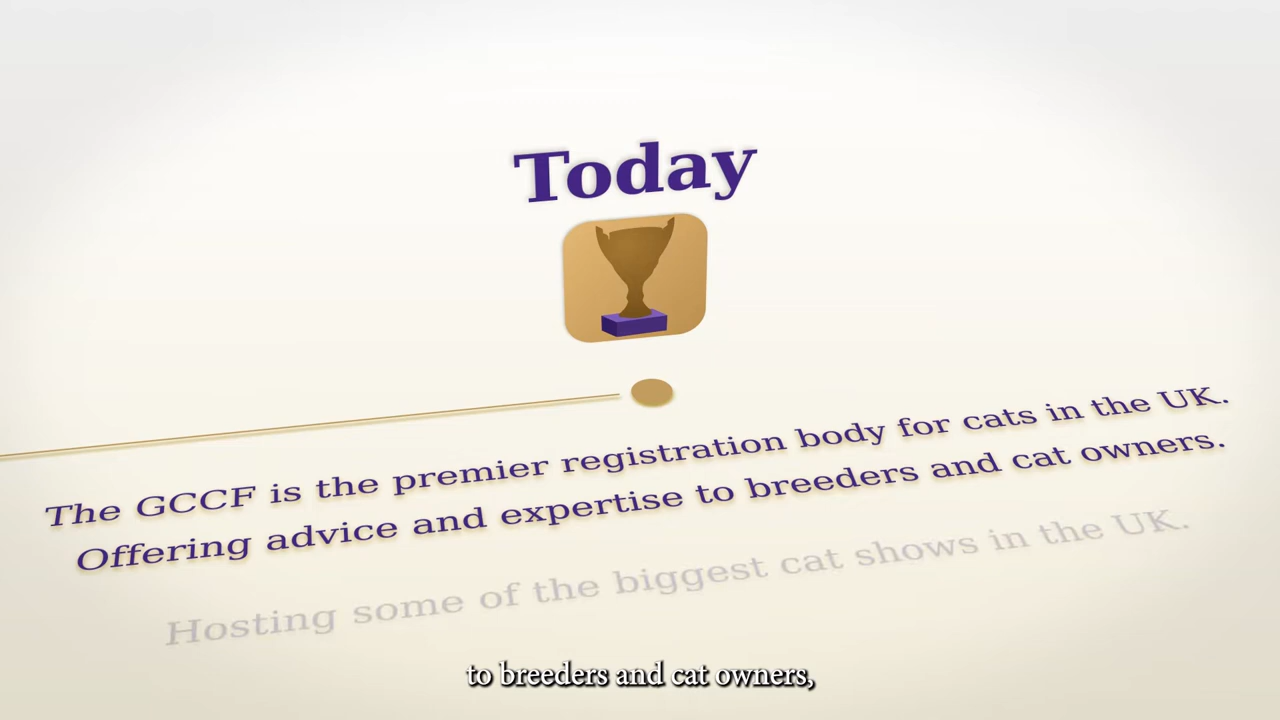 Today
The GCCF is the premier registration body for cats in the UK.
Offering advice and expertise to breeders and cat owners.
Hosting some of the biggest cat shows in the UK.
to breeders and cat owners,